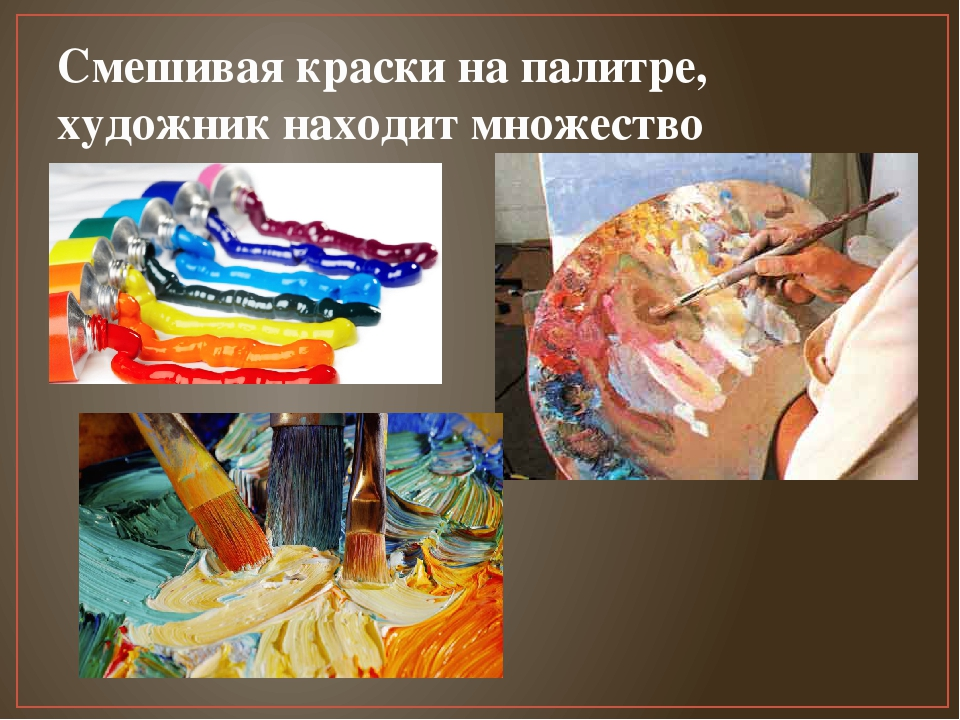 Смешивая краски на палитре,
художник находит множество